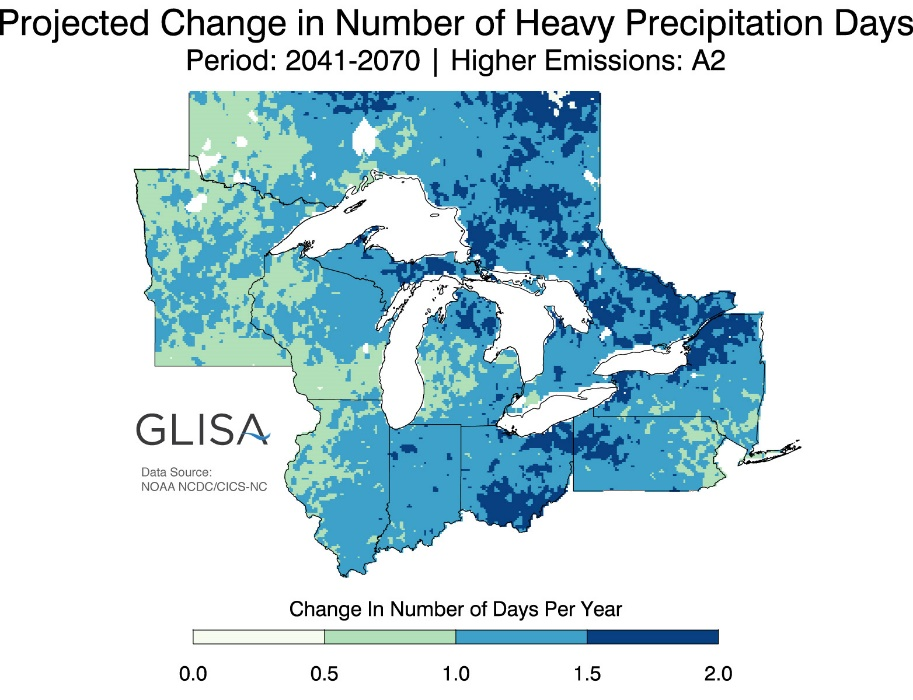 Projected Change in Number of Heavy Precipitation Days
Period: 2041-2070 | Higher Emissions: A2
GLISA
Data Source:
NOAA NCDC/CICS-NC
Change In Number of Days Per Year
0.0 0.5 1.0 1.5 2.0